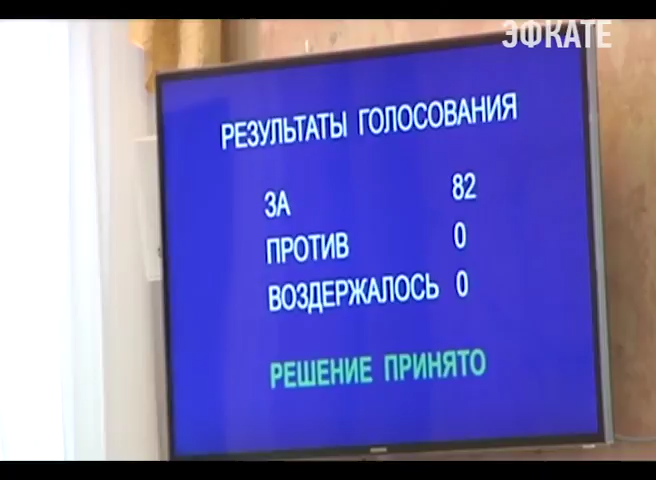 ЭФКАТЕ
РЕЗУЛЬТАТЫ ГОЛОСОВАНИЯ
ЗА 82
ПРОТИВ 0
ВОЗДЕРЖАЛОСЬ 0
РЕШЕНИЕ ПРИНЯТО